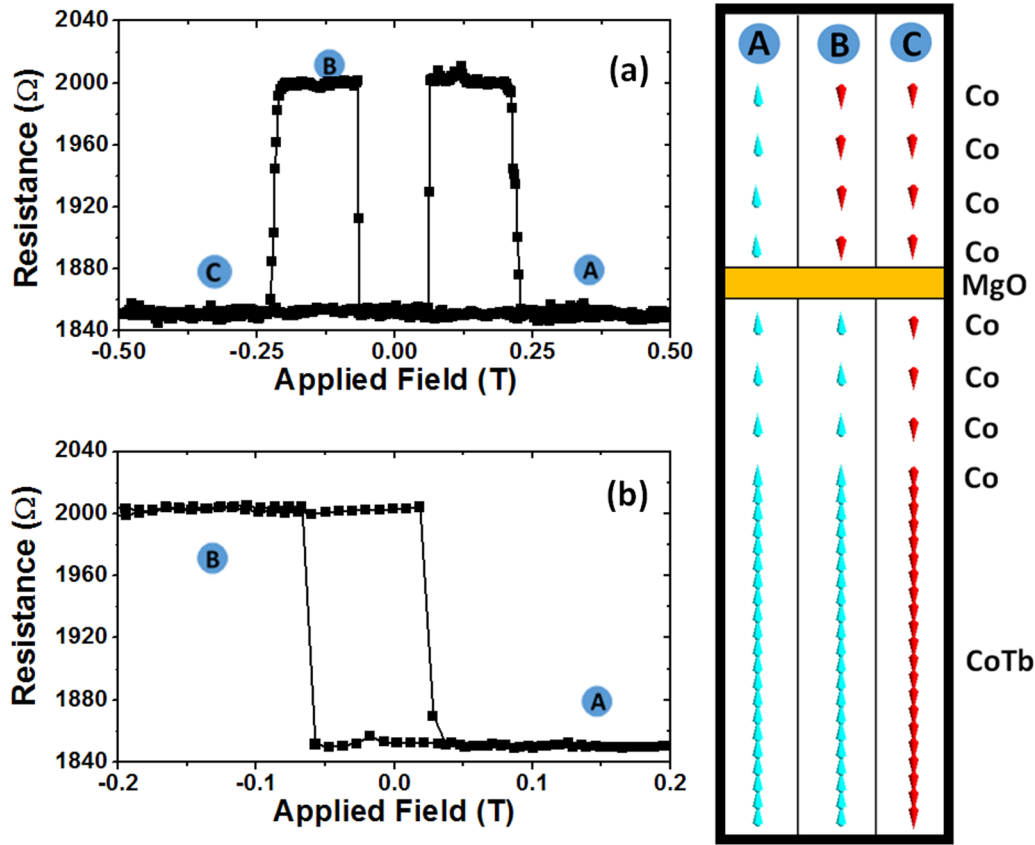 2040
2000
1960
1920
1880
1840
Resistance (Ω)
B
(a)
C
A
-0.50
-0.25
0.00
0.25
0.50
Applied Field (T)
2040
2000
1960
1920
1880
1840
Resistance (Ω)
(b)
B
A
-0.2
-0.1
0.0
0.1
0.2
Applied Field (T)
A
B
C
Co
Co
Co
Co
MgO
Co
Co
Co
Co
CoTb